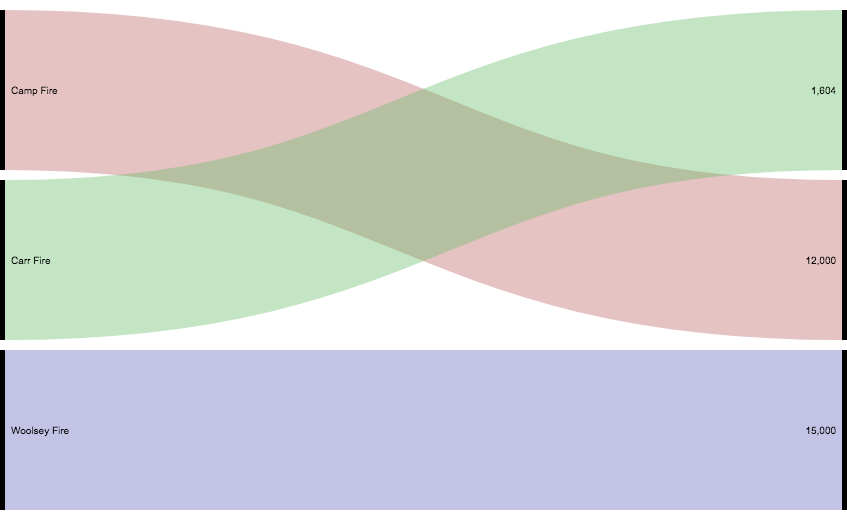 Camp Fire
1,604
Carr Fire
12,000
Woolsey Fire
15,000